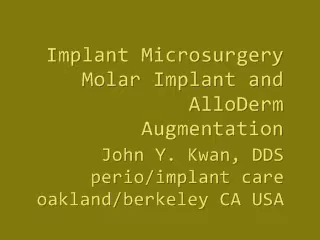 Implant Microsurgery
Molar Implant and
AlloDerm
Augmentation
John Y. Kwan, DDS
perio/implant care
oakland/berkeley CA USA